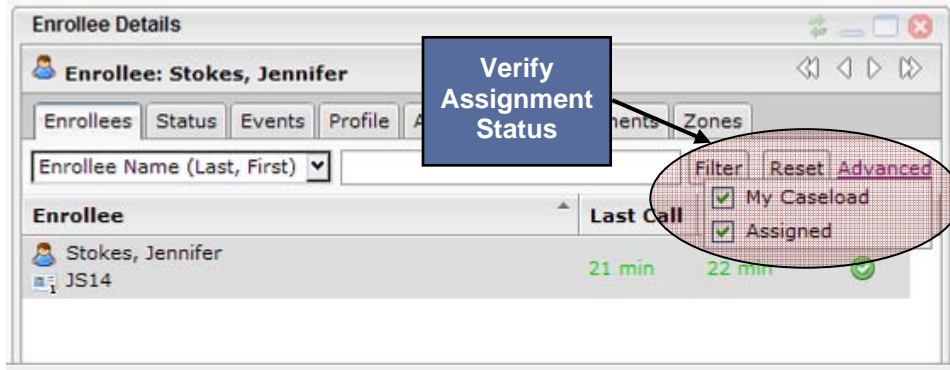 Enrollee Details
Enrollee: Stokes, Jennifer
Verify
Assignment
Status
Enrollees Status Events Profile Zones
Enrollee Name (Last, First) Filter Reset Advanced
My Caseload
Assigned
Enrollee Last Call
Stokes, Jennifer
JS14
21 min 22 min